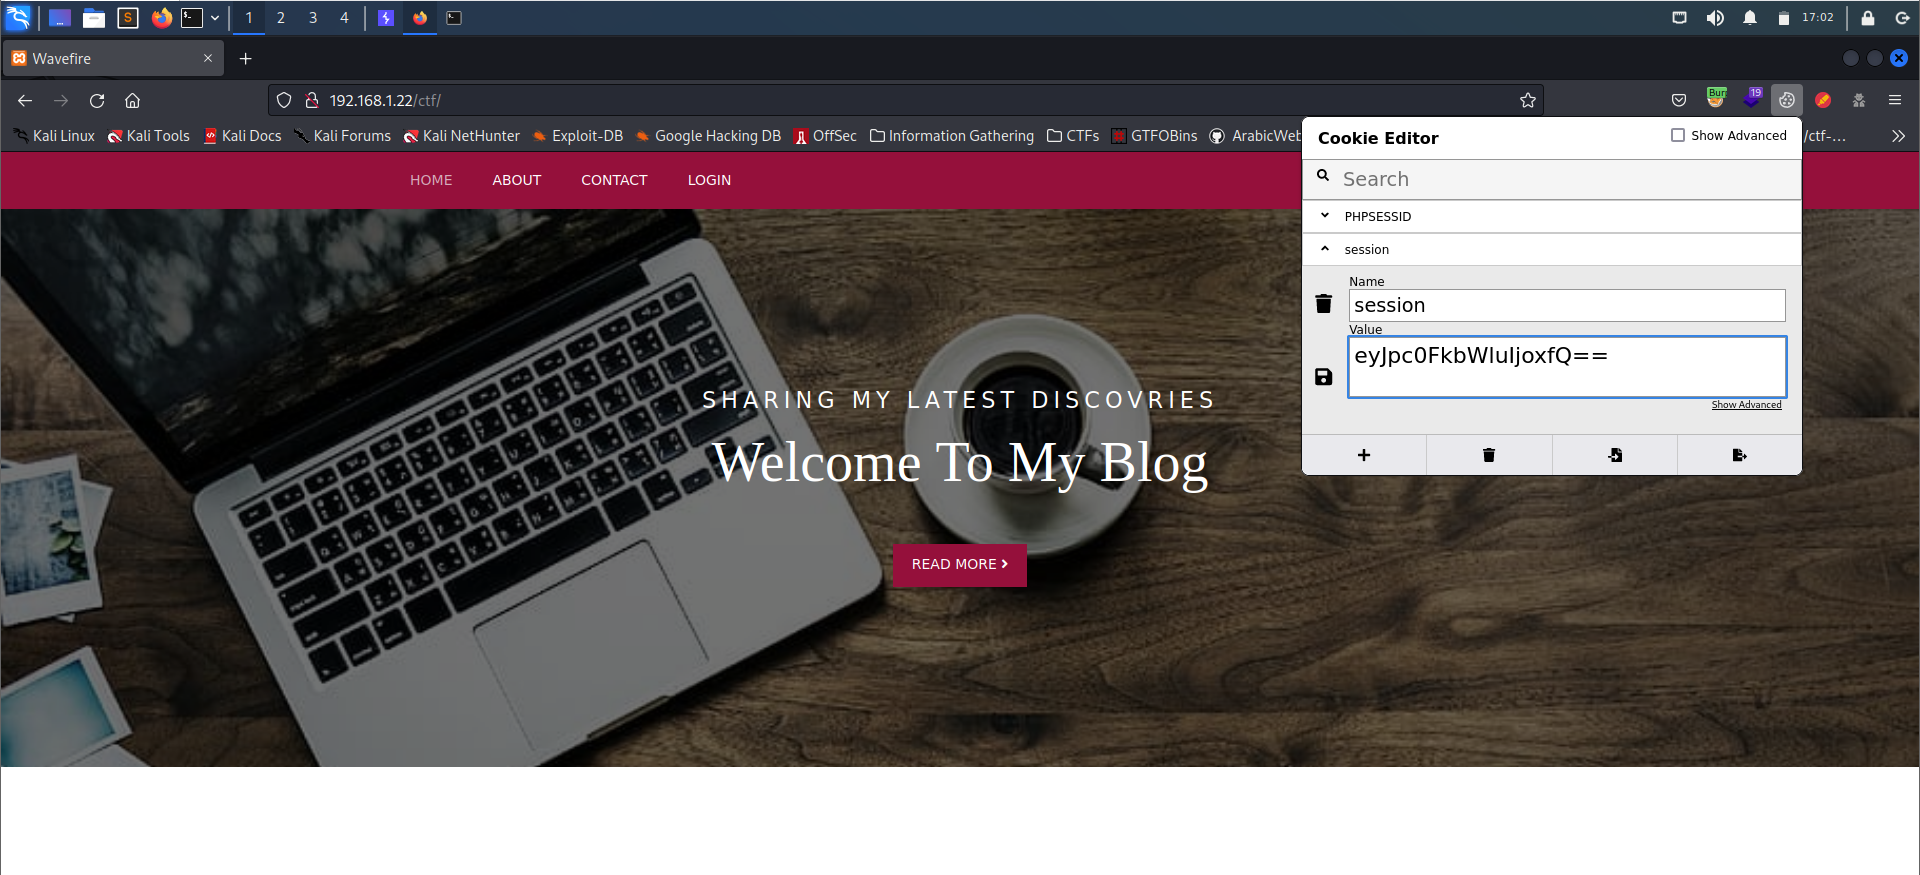 1 2 3 4 17:02
Wavefire
192.168.1.22/ctf/
19
Kali Linux Kali Tools Kali Docs Kali Forums Kali NetHunter Exploit-DB Google Hacking DB OffSec Information Gathering CTFs GTFOBins ArabicWeb /ctf-...
Cookie Editor Show Advanced
Search
PHPSESSID
session
Name
session
Value
eyJpc0FkbWluIjoxfQ==
Show Advanced
HOME ABOUT CONTACT LOGIN
SHARING MY LATEST DISCOVRIES
Welcome To My Blog
READ MORE